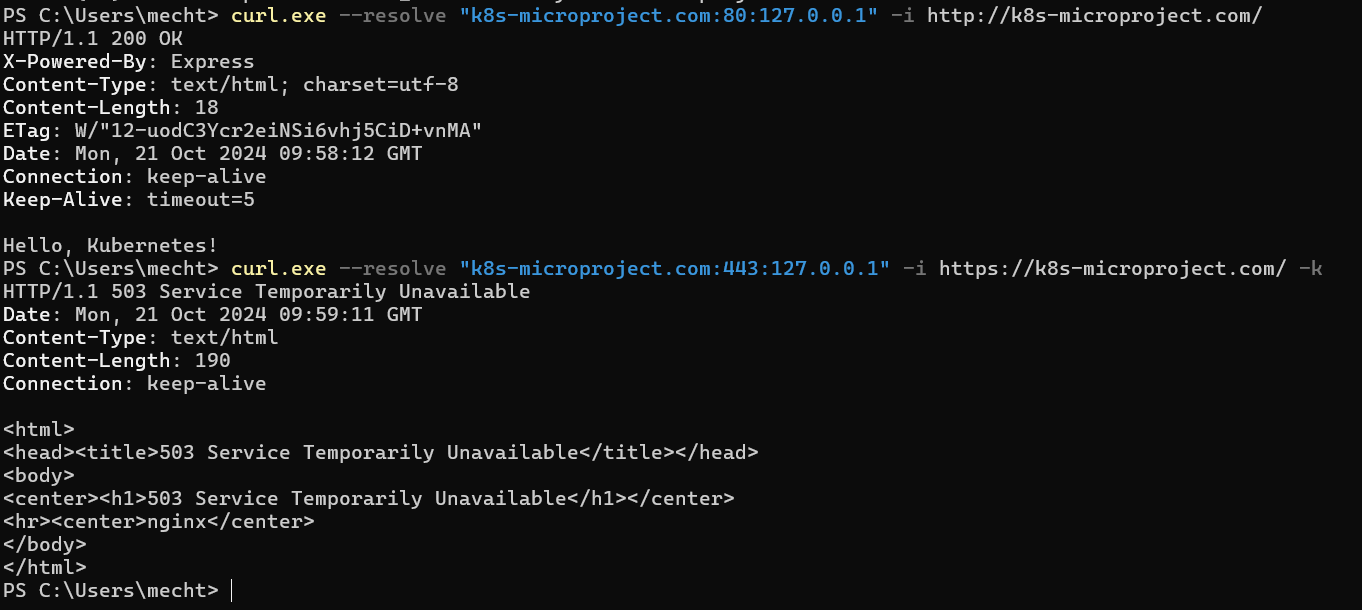 PS C:\Users\mecht> curl.exe --resolve "k8s-microproject.com:80:127.0.0.1" -i http://k8s-microproject.com/
HTTP/1.1 200 OK
X-Powered-By: Express
Content-Type: text/html; charset=utf-8
Content-Length: 18
ETag: W/"12-uodC3Ycr2eiNSi6vhj5CiD+vnMA"
Date: Mon, 21 Oct 2024 09:58:12 GMT
Connection: keep-alive
Keep-Alive: timeout=5
Hello, Kubernetes!
PS C:\Users\mecht> curl.exe --resolve "k8s-microproject.com:443:127.0.0.1" -i https://k8s-microproject.com/ -k
HTTP/1.1 503 Service Temporarily Unavailable
Date: Mon, 21 Oct 2024 09:59:11 GMT
Content-Type: text/html
Content-Length: 190
Connection: keep-alive
<html>
<head><title>503 Service Temporarily Unavailable</title></head>
<body>
<center><h1>503 Service Temporarily Unavailable</h1></center>
<hr><center>nginx</center>
</body>
</html>
PS C:\Users\mecht>